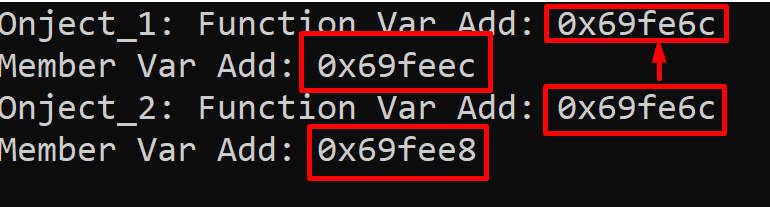 Onject_1: Function Var Add: 0x69fe6c
Member Var Add: 0x69feec
Onject_2: Function Var Add: 0x69fe6c
Member Var Add: 0x69fee8